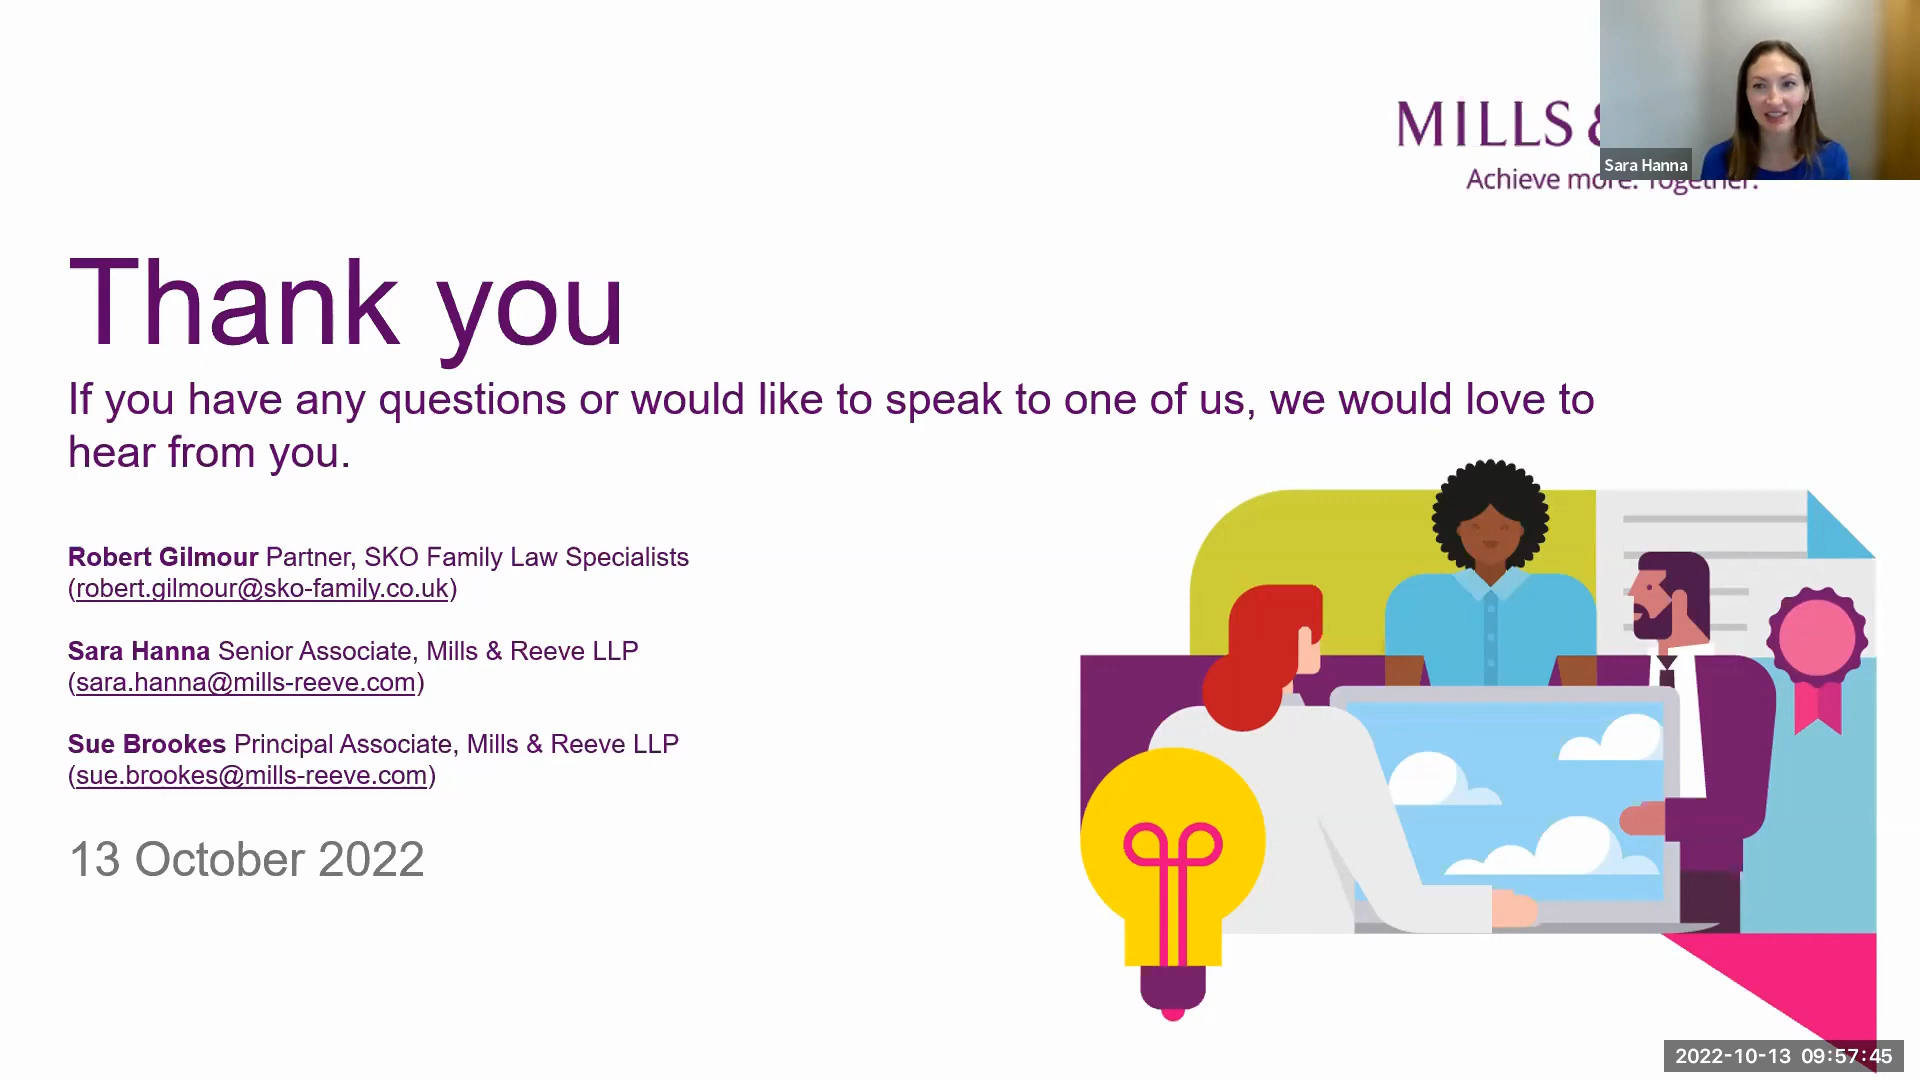 MILLS &
Sara Hanna
Achieve more. Together.
Thank you
If you have any questions or would like to speak to one of us, we would love to
hear from you.
Robert Gilmour Partner, SKO Family Law Specialists
(robert.gilmour@sko-family.co.uk)
Sara Hanna Senior Associate, Mills & Reeve LLP
(sara.hanna@mills-reeve.com)
Sue Brookes Principal Associate, Mills & Reeve LLP
(sue.brookes@mills-reeve.com)
13 October 2022
2022-10-13 09:57:45